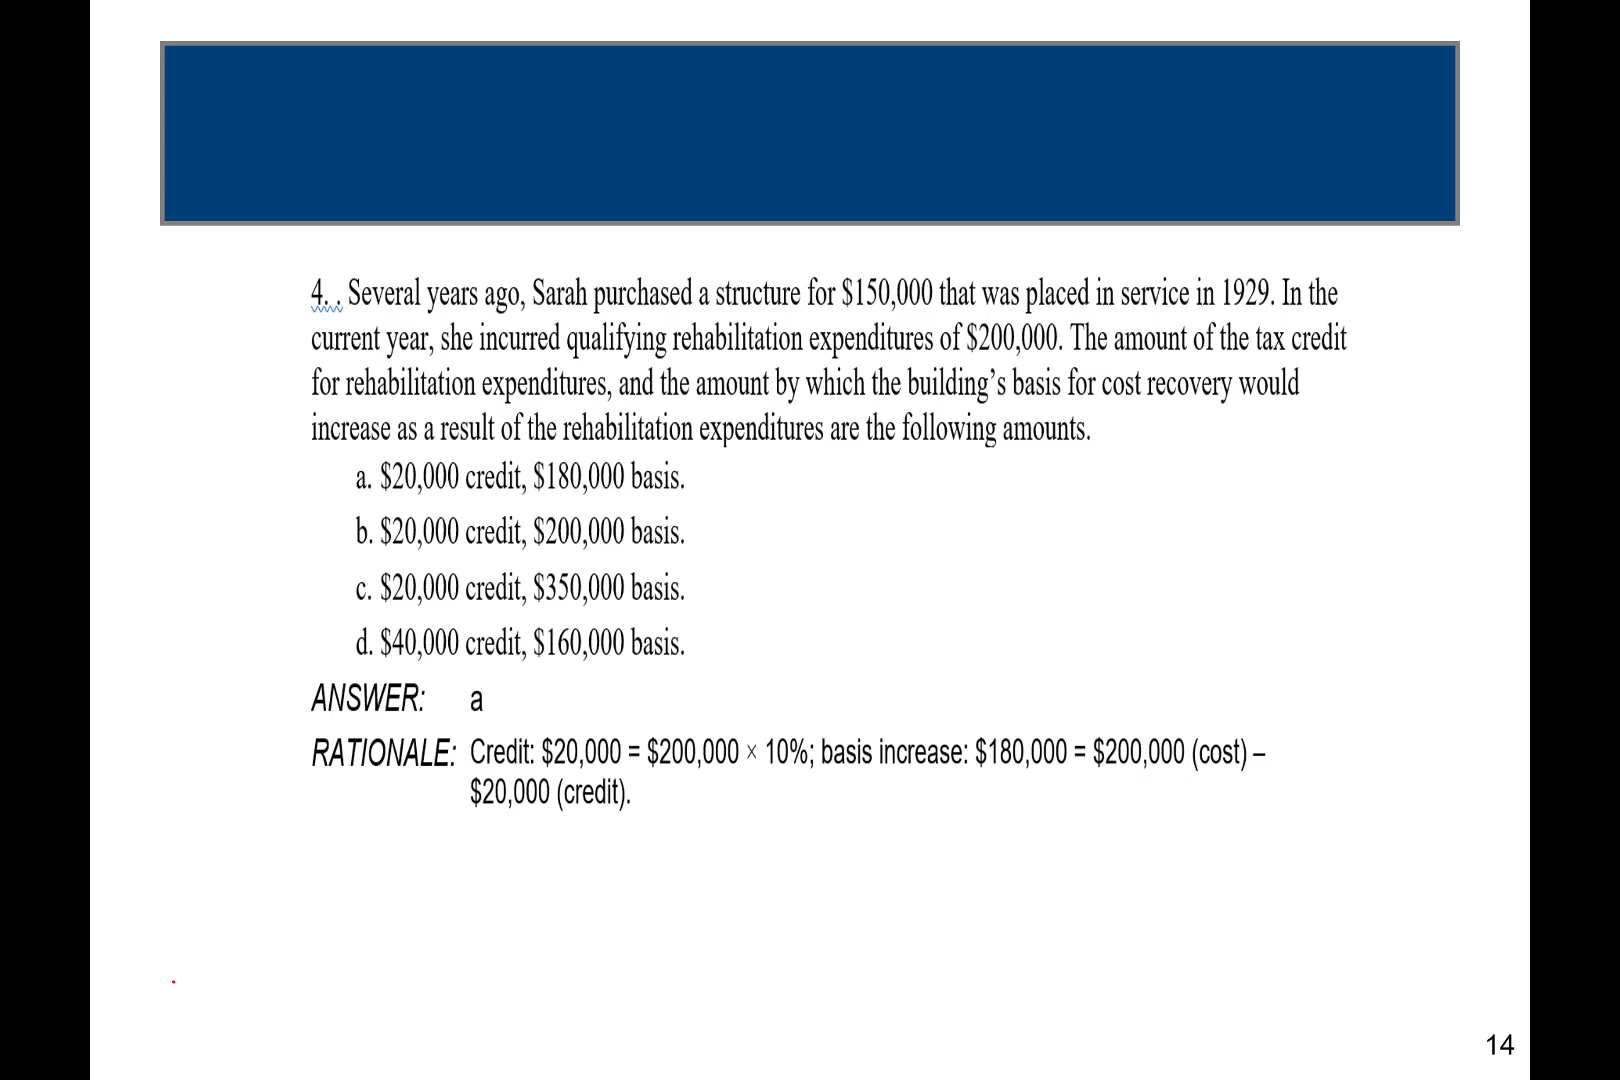 4. . Several years ago, Sarah purchased a structure for $150,000 that was placed in service in 1929. In the
current year, she incurred qualifying rehabilitation expenditures of $200,000. The amount of the tax credit
for rehabilitation expenditures, and the amount by which the building’s basis for cost recovery would
increase as a result of the rehabilitation expenditures are the following amounts.
a. $20,000 credit, $180,000 basis.
b. $20,000 credit, $200,000 basis.
c. $20,000 credit, $350,000 basis.
d. $40,000 credit, $160,000 basis.
ANSWER: a
RATIONALE: Credit: $20,000 = $200,000 × 10%; basis increase: $180,000 = $200,000 (cost) –
$20,000 (credit).
14